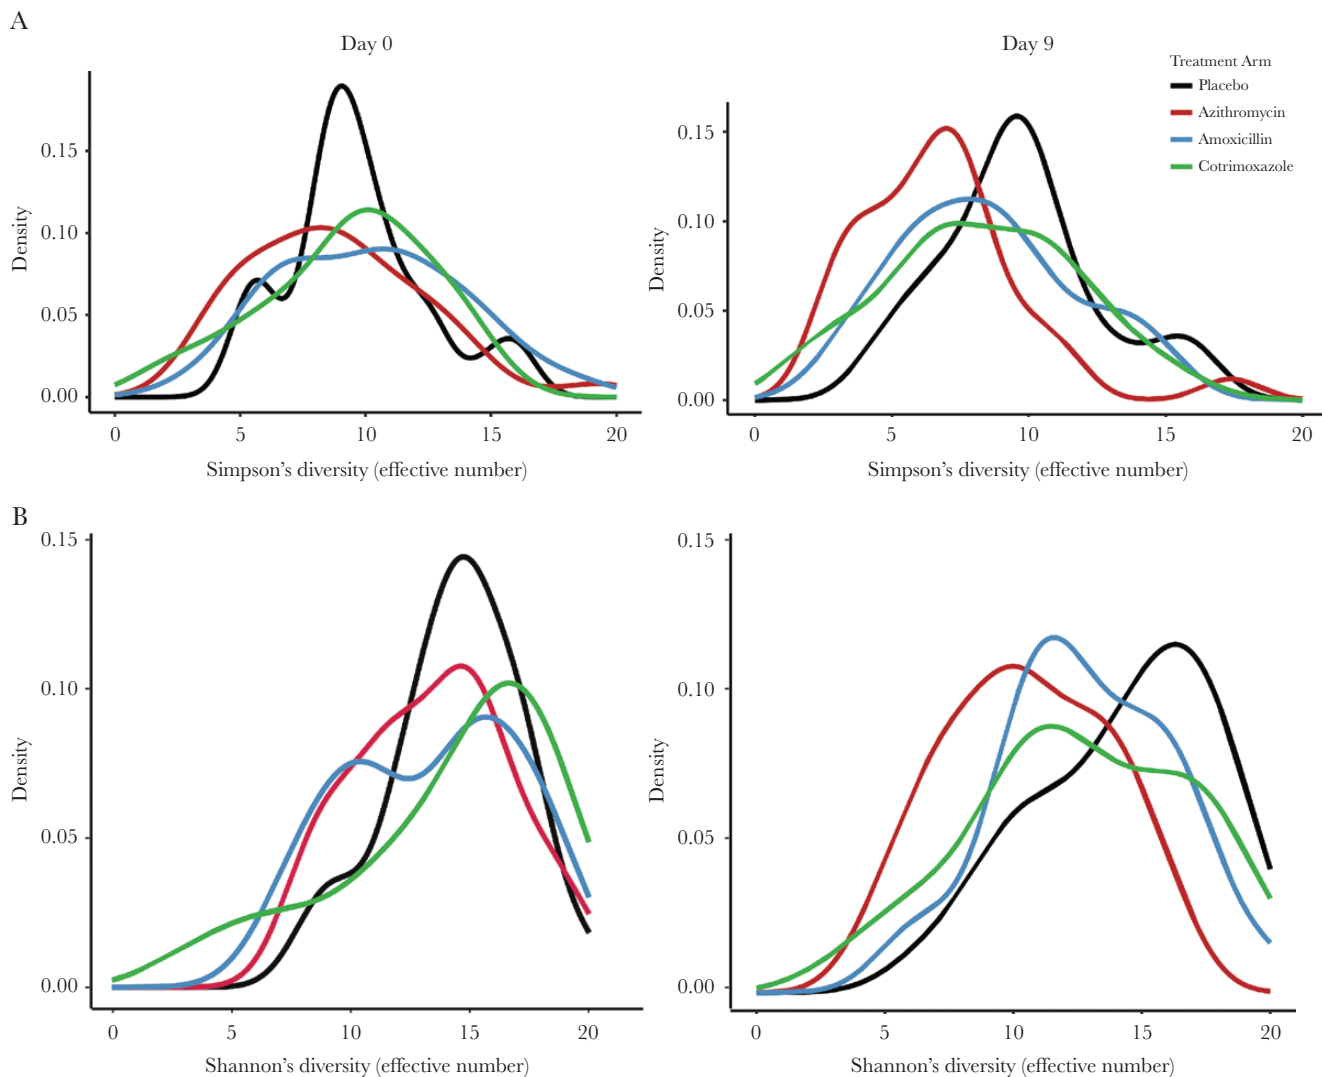 A
Day 0
Day 9
Treatment Arm
Placebo
Azithromycin
Amoxicillin
Cotrimoxazole
Density
0.15
0.10
0.05
0.00
0 5 10 15 20
Simpson's diversity (effective number)
Density
0.15
0.10
0.05
0.00
0 5 10 15 20
Simpson's diversity (effective number)
B
Density
0.15
0.10
0.05
0.00
0 5 10 15 20
Shannon's diversity (effective number)
Density
0.15
0.10
0.05
0.00
0 5 10 15 20
Shannon's diversity (effective number)